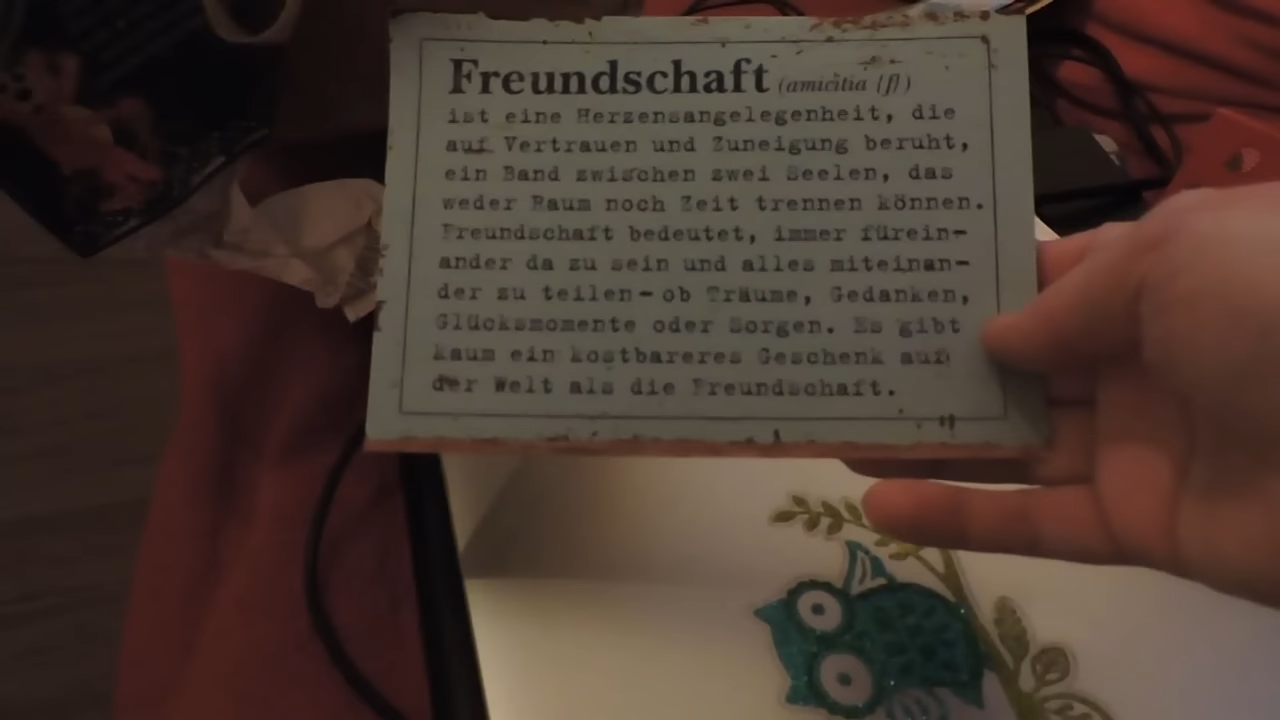 Freundschaft (amicitia {f})
ist eine Herzensangelegenheit, die
auf Vertrauen und Zuneigung beruht,
ein Band zwischen zwei Seelen, das
weder Raum noch Zeit trennen können.
Freundschaft bedeutet, immer fürein-
ander da zu sein und alles miteinan-
der zu teilen-ob Träume, Gedanken,
Glücksmomente oder Sorgen. Es gibt
kaum ein kostbareres Geschenk auf
der Welt als die Freundschaft.